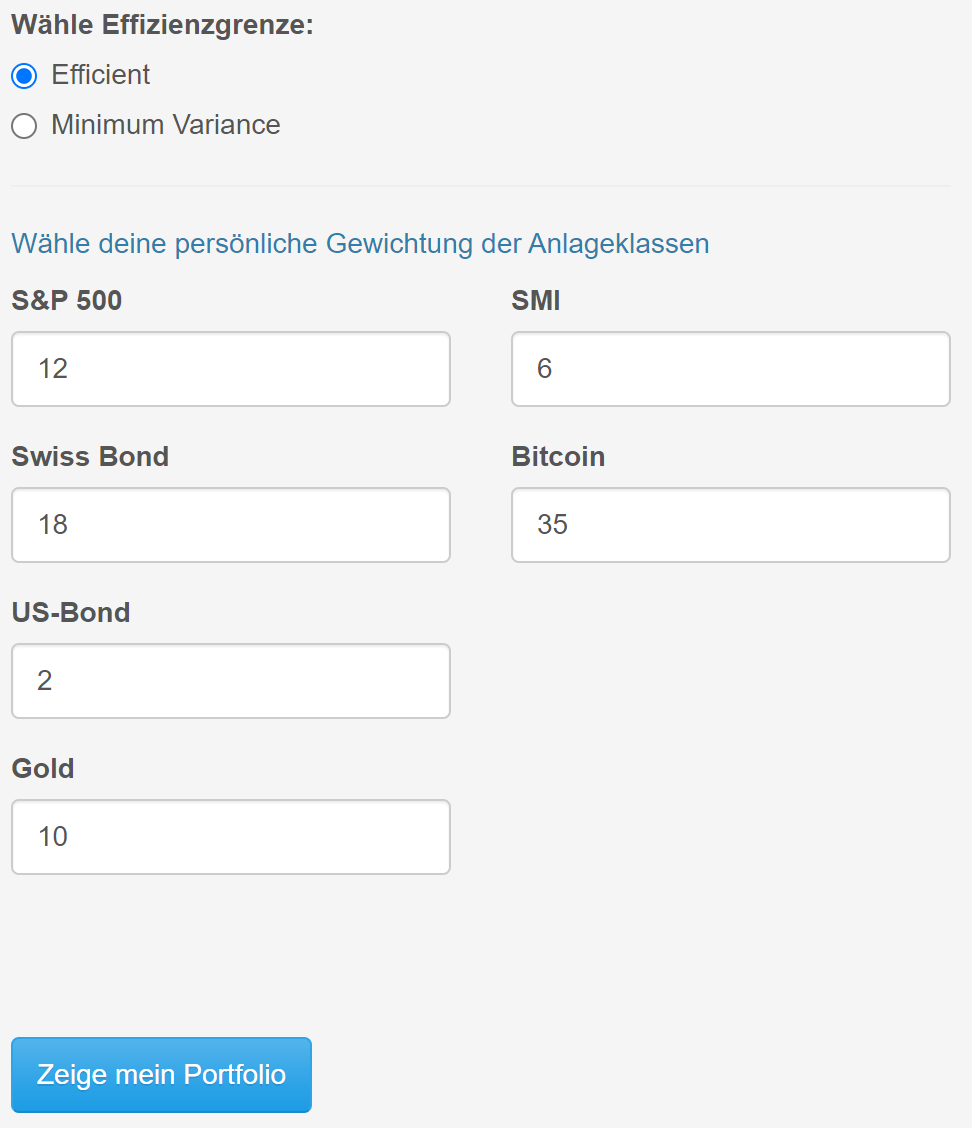 Wähle Effizienzgrenze:
Efficient
Minimum Variance
Wähle deine persönliche Gewichtung der Anlageklassen
S&P 500
SMI
12
6
Swiss Bond
Bitcoin
18
35
US-Bond
2
Gold
10
Zeige mein Portfolio